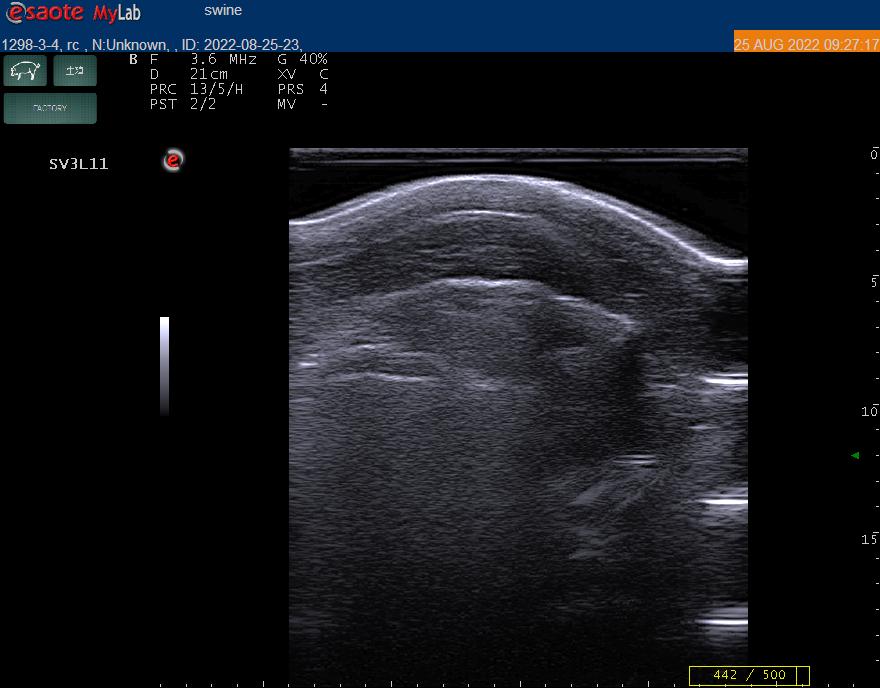 esaote MyLab
swine
1298-3-4, rc , N:Unknown, , ID: 2022-08-25-23,
25 AUG 2022 09:27:17
B F 3.6 MHz G 40%
D 21cm XV C
PRC 13/5/H PRS 4
PST 2/2 MV -
FACTORY
SV3L11
e
0
5
10
15
442 / 500